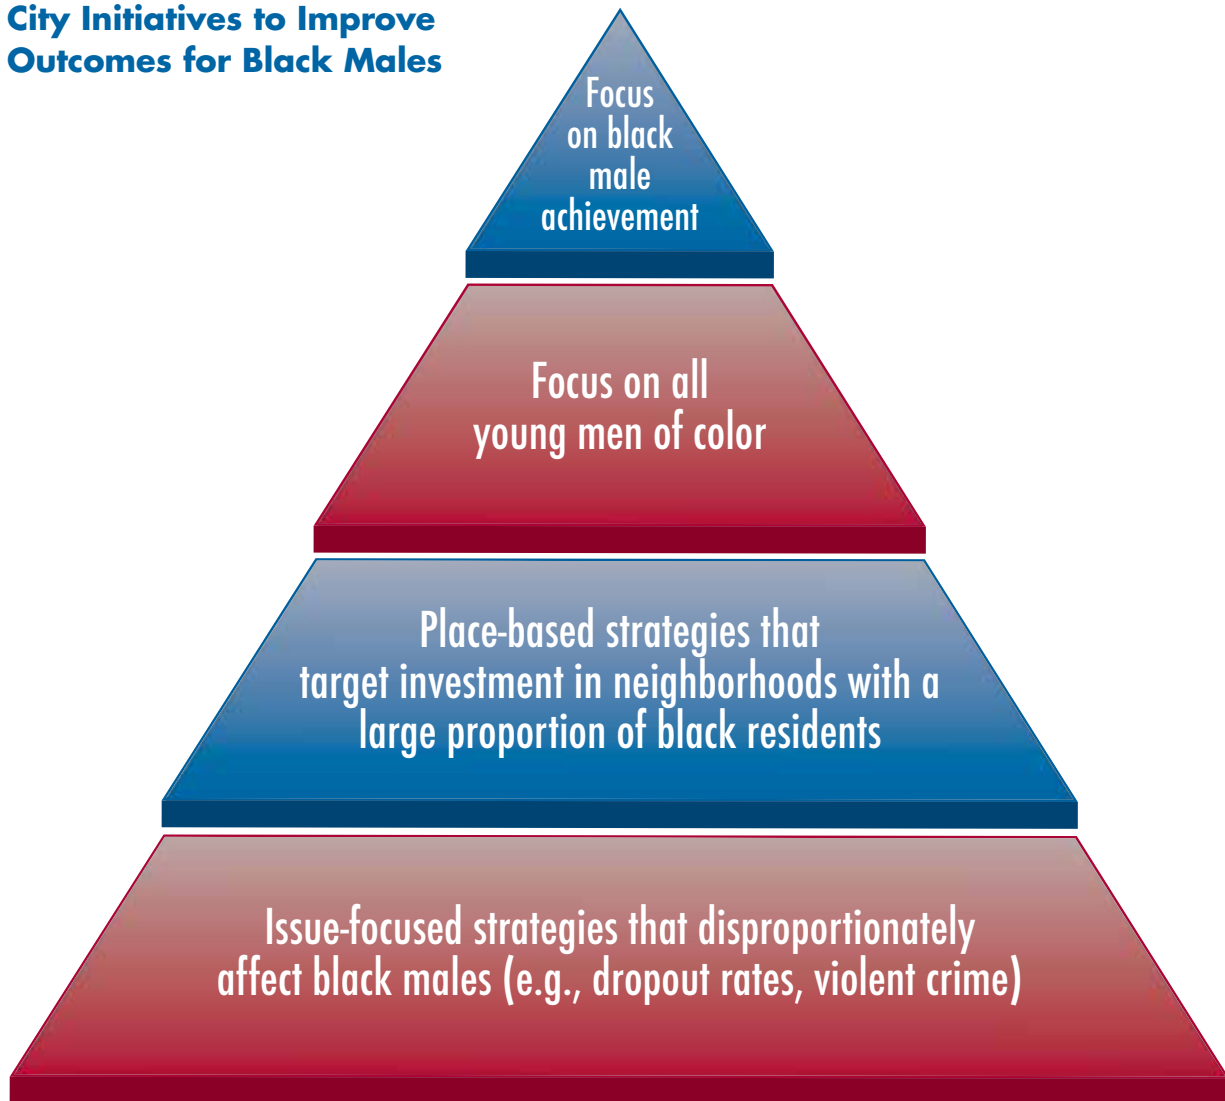 City Initiatives to Improve
Outcomes for Black Males
Focus
on black
male
achievement
Focus on all
young men of color
Place-based strategies that
target investment in neighborhoods with a
large proportion of black residents
Issue-focused strategies that disproportionately
affect black males (e.g., dropout rates, violent crime)